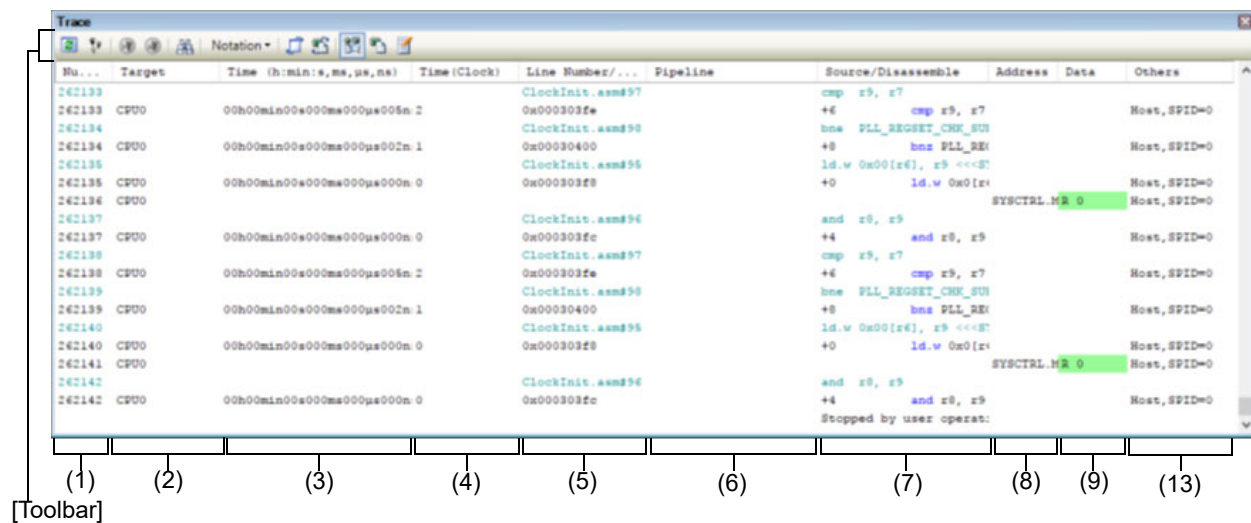 Trace
Notation
Nu... Target Time (h:min:s,ms,µs,ns) Time(Clock) Line Number/... Pipeline Source/Disassemble Address Data Others
262133 ClockInit.asm#97 cmp r9, r7
262133 CPU0 00h00min00s000ms000µs005n: 2 0x000303fe +6 cmp r9, r7 Host,SPID=0
262134 ClockInit.asm#98 bne PLL_REGSET_CHK_SUI
262134 CPU0 00h00min00s000ms000µs002n: 1 0x00030400 +8 bnz PLL_RE( Host,SPID=0
262135 ClockInit.asm#95 ld.w 0x00[r6], r9 <<<S
262135 CPU0 00h00min00s000ms000µs000n: 0 0x000303f8 +0 ld.w 0x0[r Host,SPID=0
262136 CPU0 SYSCTRL.M R 0 Host,SPID=0
262137 ClockInit.asm#96 and r8, r9
262137 CPU0 00h00min00s000ms000µs000n: 0 0x000303fc +4 and r8, r9 Host,SPID=0
262138 ClockInit.asm#97 cmp r9, r7
262138 CPU0 00h00min00s000ms000µs005n: 2 0x000303fe +6 cmp r9, r7 Host,SPID=0
262139 ClockInit.asm#98 bne PLL_REGSET_CHK_SUI
262139 CPU0 00h00min00s000ms000µs002n: 1 0x00030400 +8 bnz PLL_RE( Host,SPID=0
262140 ClockInit.asm#95 ld.w 0x00[r6], r9 <<<S
262140 CPU0 00h00min00s000ms000µs000n: 0 0x000303f8 +0 ld.w 0x0[r Host,SPID=0
262141 CPU0 SYSCTRL.M R 0 Host,SPID=0
262142 ClockInit.asm#96 and r8, r9
262142 CPU0 00h00min00s000ms000µs000n: 0 0x000303fc +4 and r8, r9 Host,SPID=0
Stopped by user operat:
(1) (2) (3) (4) (5) (6) (7) (8) (9) (13)
[Toolbar]